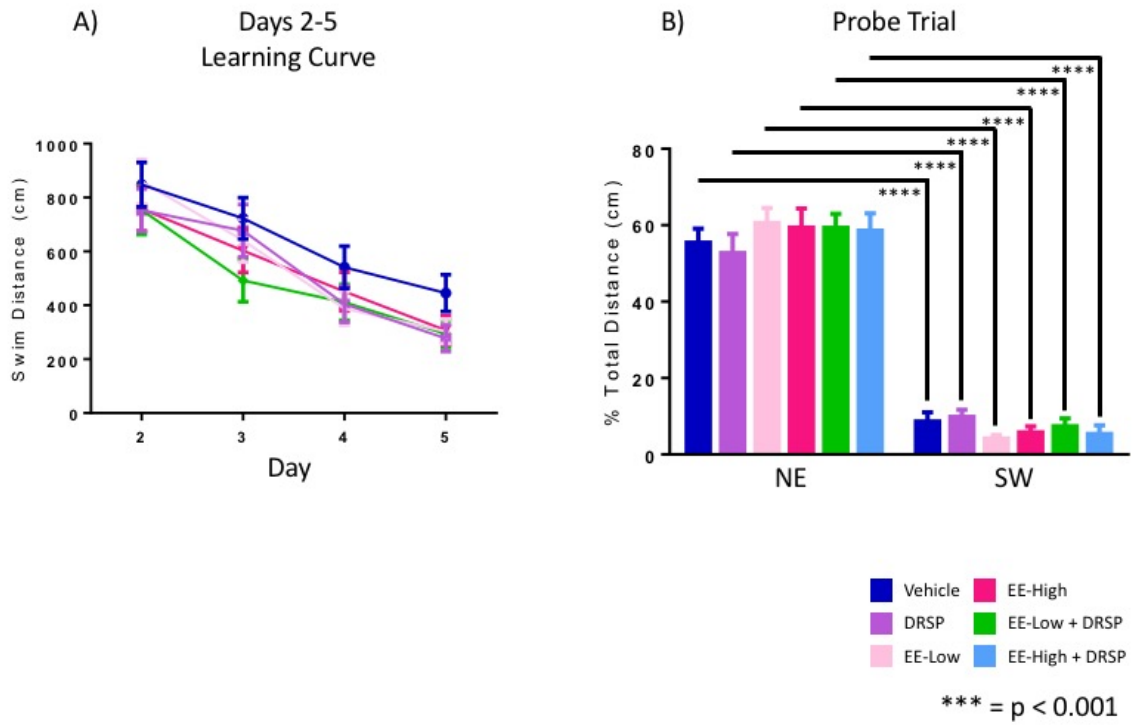 A)
Days 2-5
Learning Curve
Swim Distance (cm)
1000
800
600
400
200
0
2 3 4 5
Day
B)
Probe Trial
****
****
****
****
****
****
% Total Distance (cm)
80
60
40
20
0
NE SW
Vehicle EE-High
DRSP EE-Low + DRSP
EE-Low EE-High + DRSP
*** = p < 0.001